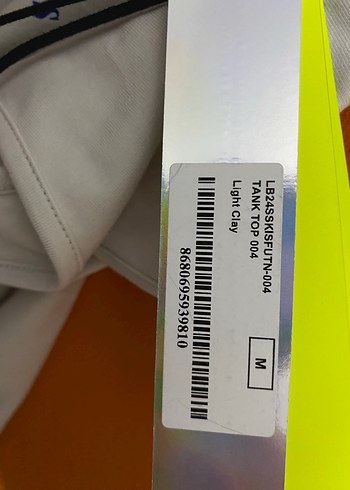 LB24SSKISFUTN-004
TANK TOP 004
Light Clay
M
8680695939810